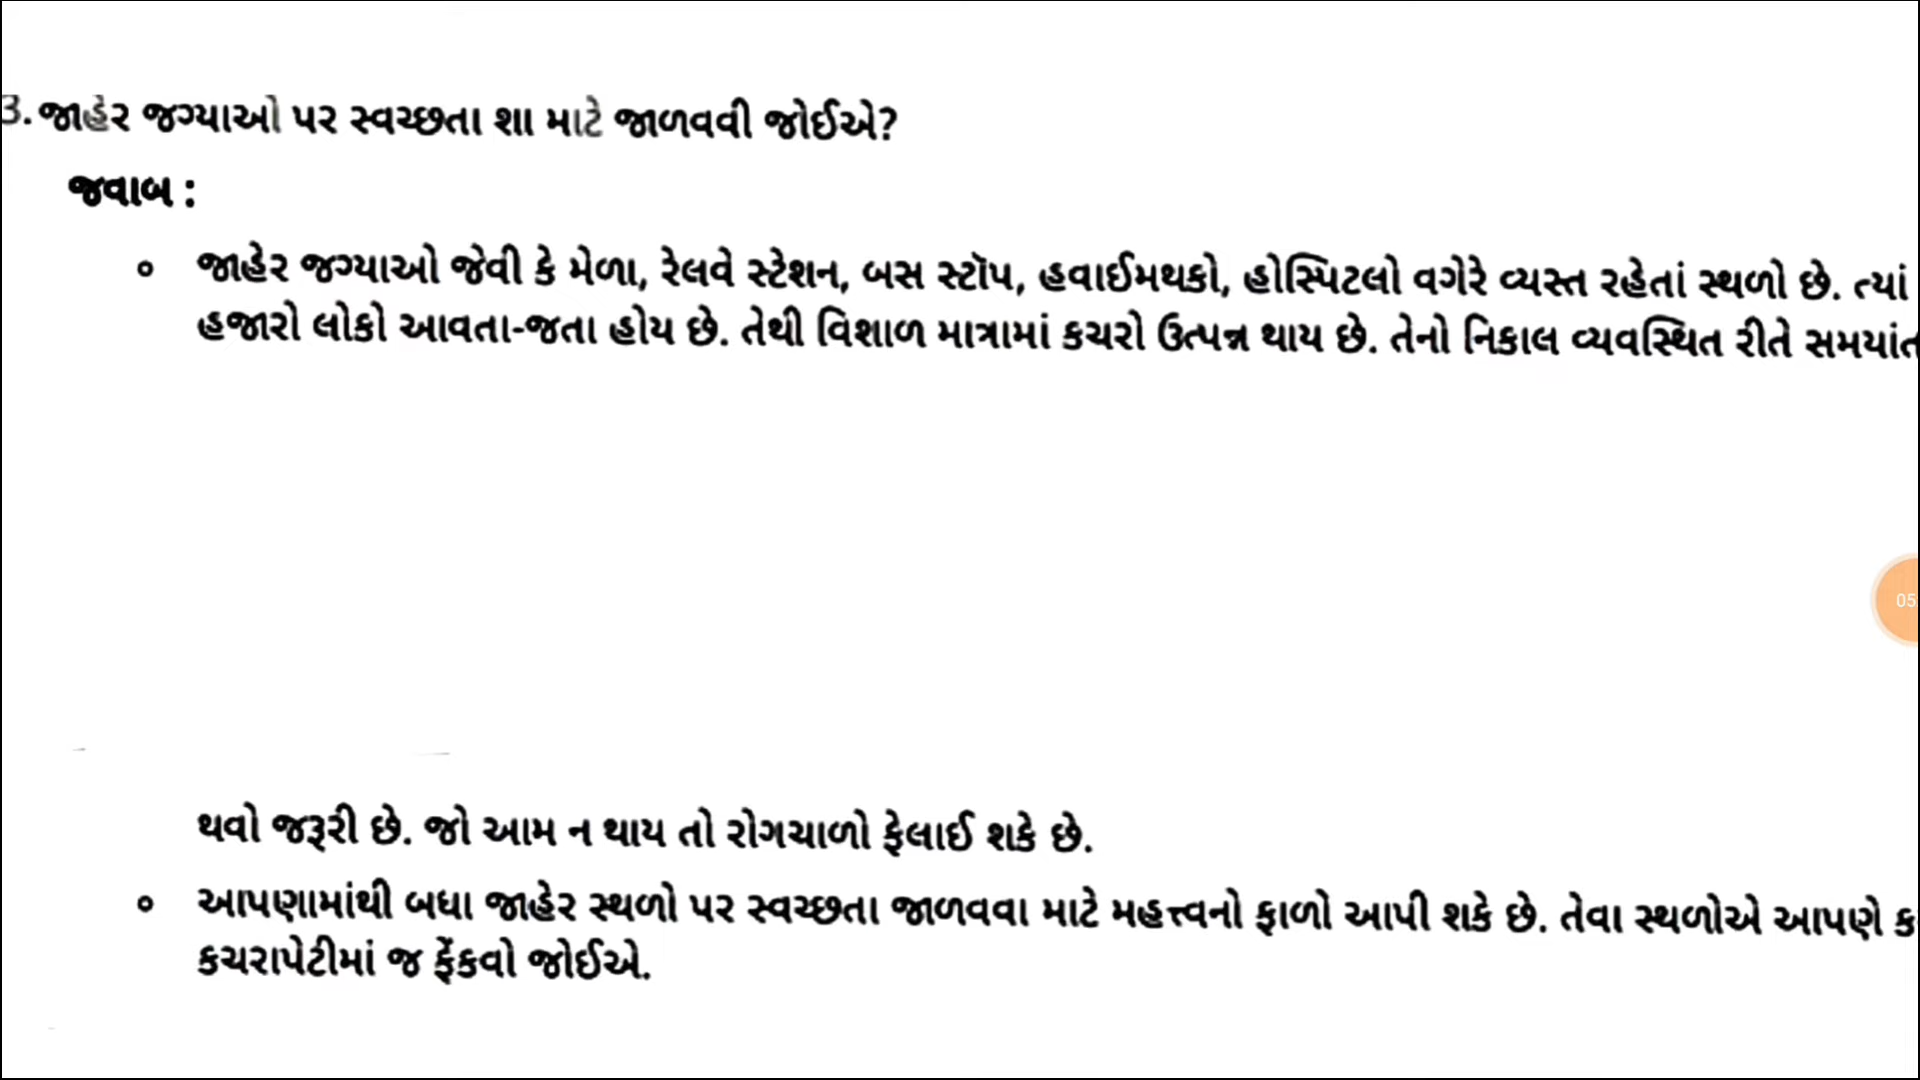 3. જાહેર જગ્યાઓ પર સ્વચ્છતા શા માટે જાળવવી જોઈએ?
જવાબ :
○ જાહેર જગ્યાઓ જેવી કે મેળા, રેલવે સ્ટેશન, બસ સ્ટૉપ, હવાઈમથકો, હોસ્પિટલો વગેરે વ્યસ્ત રહેતાં સ્થળો છે. ત્યાં
હજારો લોકો આવતા-જતા હોય છે. તેથી વિશાળ માત્રામાં કચરો ઉત્પન્ન થાય છે. તેનો નિકાલ વ્યવસ્થિત રીતે
05
થવો જરૂરી છે. જો આમ ન થાય તો રોગચાળો ફેલાઈ શકે છે.
○ આપણામાંથી બધા જાહેર સ્થળો પર સ્વચ્છતા જાળવવા માટે મહત્ત્વનો ફાળો આપી શકે છે. તેવા સ્થળોએ આપણે
કચરાપેટીમાં જ ફેંકવો જોઈએ.